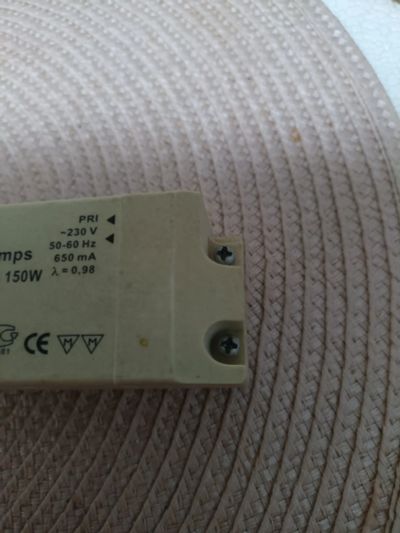 PRI ◄
~230 V
50-60 Hz ◄
mps 650 mA
150W λ = 0,98
CE M M